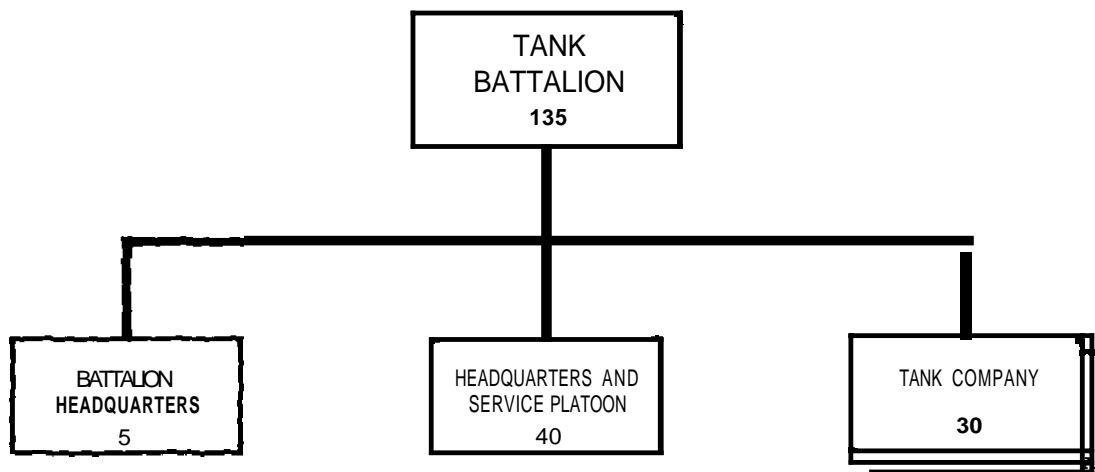 TANK
BATTALION
135
BATTALION
HEADQUARTERS
5
HEADQUARTERS AND
SERVICE PLATOON
40
TANK COMPANY
30